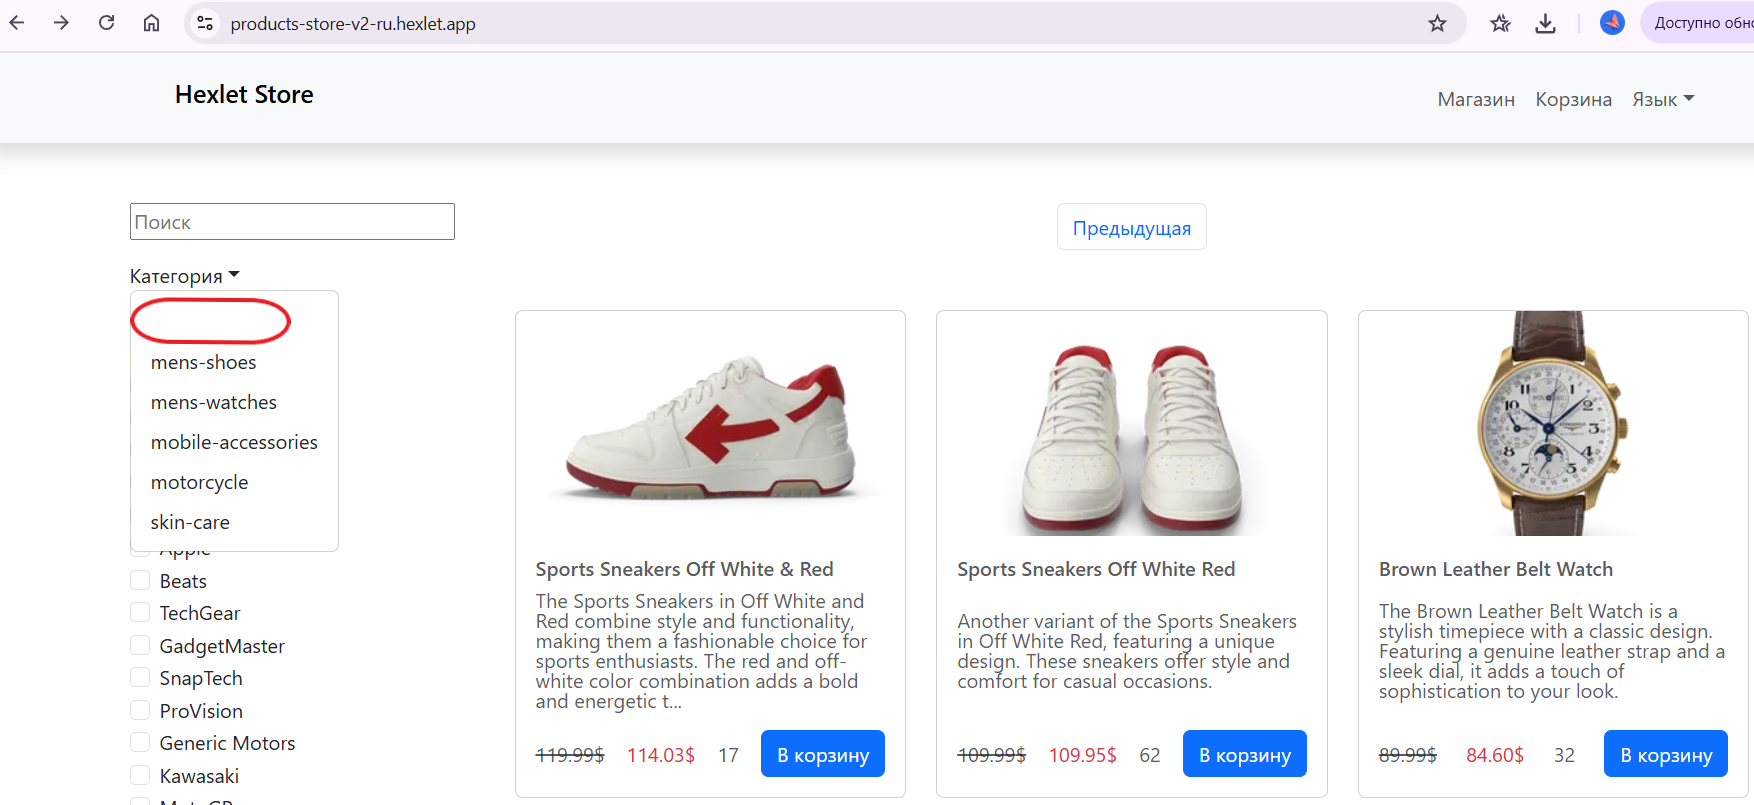 products-store-v2-ru.hexlet.app
Доступно обно
Hexlet Store
Магазин Корзина Язык
Поиск
Предыдущая
Категория
mens-shoes
mens-watches
mobile-accessories
motorcycle
skin-care
Apple
Beats
TechGear
GadgetMaster
SnapTech
ProVision
Generic Motors
Kawasaki
Sports Sneakers Off White & Red
The Sports Sneakers in Off White and
Red combine style and functionality,
making them a fashionable choice for
sports enthusiasts. The red and off-
white color combination adds a bold
and energetic t...
119.99$ 114.03$ 17 В корзину
Sports Sneakers Off White Red
Another variant of the Sports Sneakers
in Off White Red, featuring a unique
design. These sneakers offer style and
comfort for casual occasions.
109.99$ 109.95$ 62 В корзину
Brown Leather Belt Watch
The Brown Leather Belt Watch is a
stylish timepiece with a classic design.
Featuring a genuine leather strap and a
sleek dial, it adds a touch of
sophistication to your look.
89.99$ 84.60$ 32 В корзину